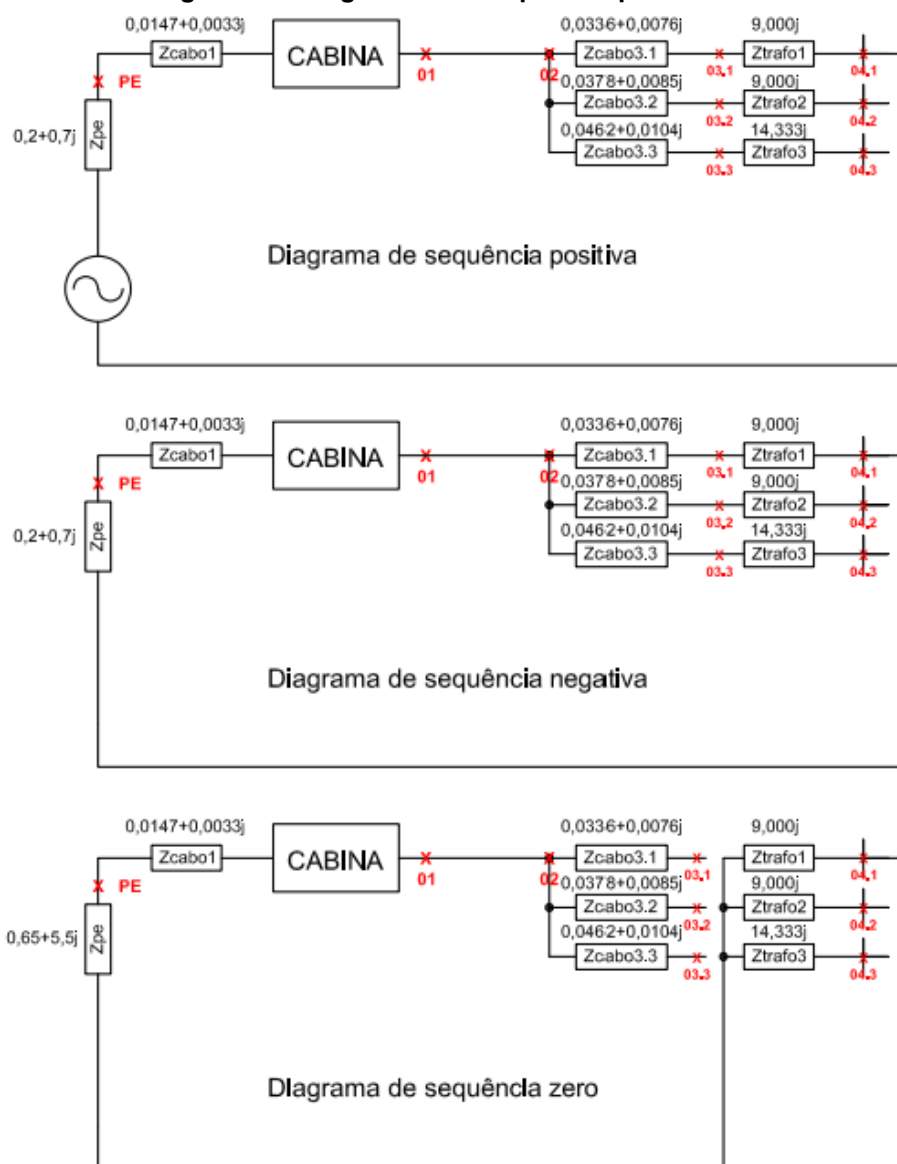 0,0147+0,0033j
Zcabo1
CABINA
0,0336+0,0076j
Zcabo3.1
9,000j
Ztrafo1
PE
01
02
03.1
04.1
0,0378+0,0085j
Zcabo3.2
9,000j
Ztrafo2
03.2
04.2
0,2+0,7j
Zpe
0,0462+0,0104j
Zcabo3.3
14,333j
Ztrafo3
03.3
04.3
Diagrama de sequência positiva
0,0147+0,0033j
Zcabo1
CABINA
0,0336+0,0076j
Zcabo3.1
9,000j
Ztrafo1
PE
01
02
03.1
04.1
0,0378+0,0085j
Zcabo3.2
9,000j
Ztrafo2
03.2
04.2
0,2+0,7j
Zpe
0,0462+0,0104j
Zcabo3.3
14,333j
Ztrafo3
03.3
04.3
Diagrama de sequência negativa
0,0147+0,0033j
Zcabo1
CABINA
0,0336+0,0076j
Zcabo3.1
9,000j
Ztrafo1
PE
01
02
03.1
04.1
0,0378+0,0085j
Zcabo3.2
9,000j
Ztrafo2
03.2
04.2
0,65+5,5j
Zpe
0,0462+0,0104j
Zcabo3.3
14,333j
Ztrafo3
03.3
04.3
Diagrama de sequência zero